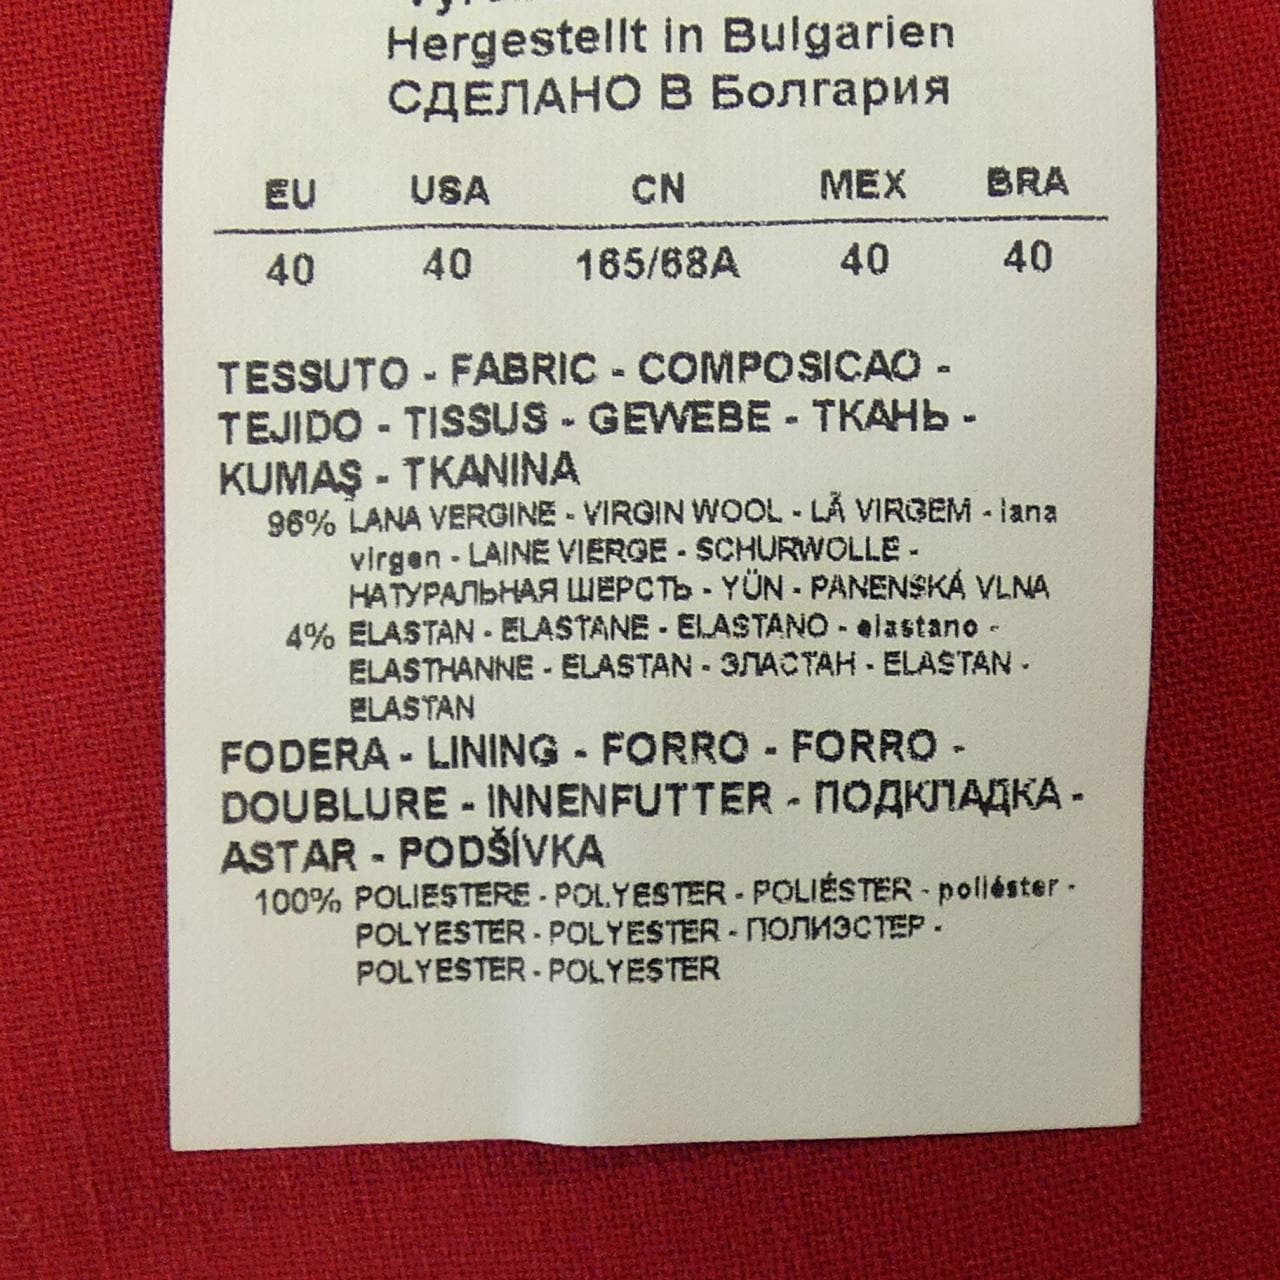 Hergestellt in Bulgarien
СДЕЛАНО В Болгария
EU USA CN MEX BRA
40 40 165/68A 40 40
TESSUTO - FABRIC - COMPOSICAO -
TEJIDO - TISSUS - GEWEBE - ТКАНЬ -
KUMAŞ - TKANINA
96% LANA VERGINE - VIRGIN WOOL - LÃ VIRGEM - lana
virgen - LAINE VIERGE - SCHURWOLLE -
НАТУРАЛЬНАЯ ШЕРСТЬ - YÜN - PANENSKÁ VLNA
4% ELASTAN - ELASTANE - ELASTANO - elastano -
ELASTHANNE - ELASTAN - ЭЛАСТАН - ELASTAN -
ELASTAN
FODERA - LINING - FORRO - FORRO -
DOUBLURE - INNENFUTTER - ПОДКЛАДКА -
ASTAR - PODŠÍVKA
100% POLIESTERE - POLYESTER - POLIÉSTER - poliéster -
POLYESTER - POLYESTER - ПОЛИЭСТЕР -
POLYESTER - POLYESTER